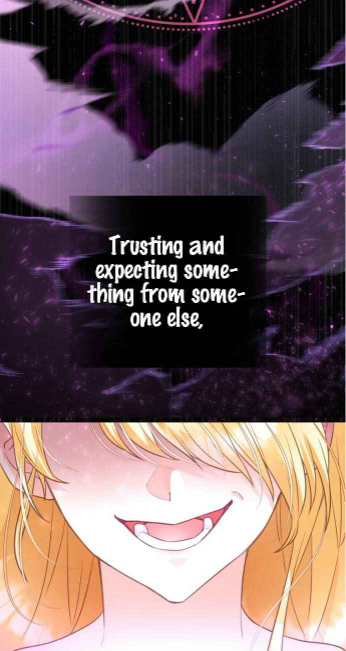 Trusting and
expecting some-
thing from some-
one else,